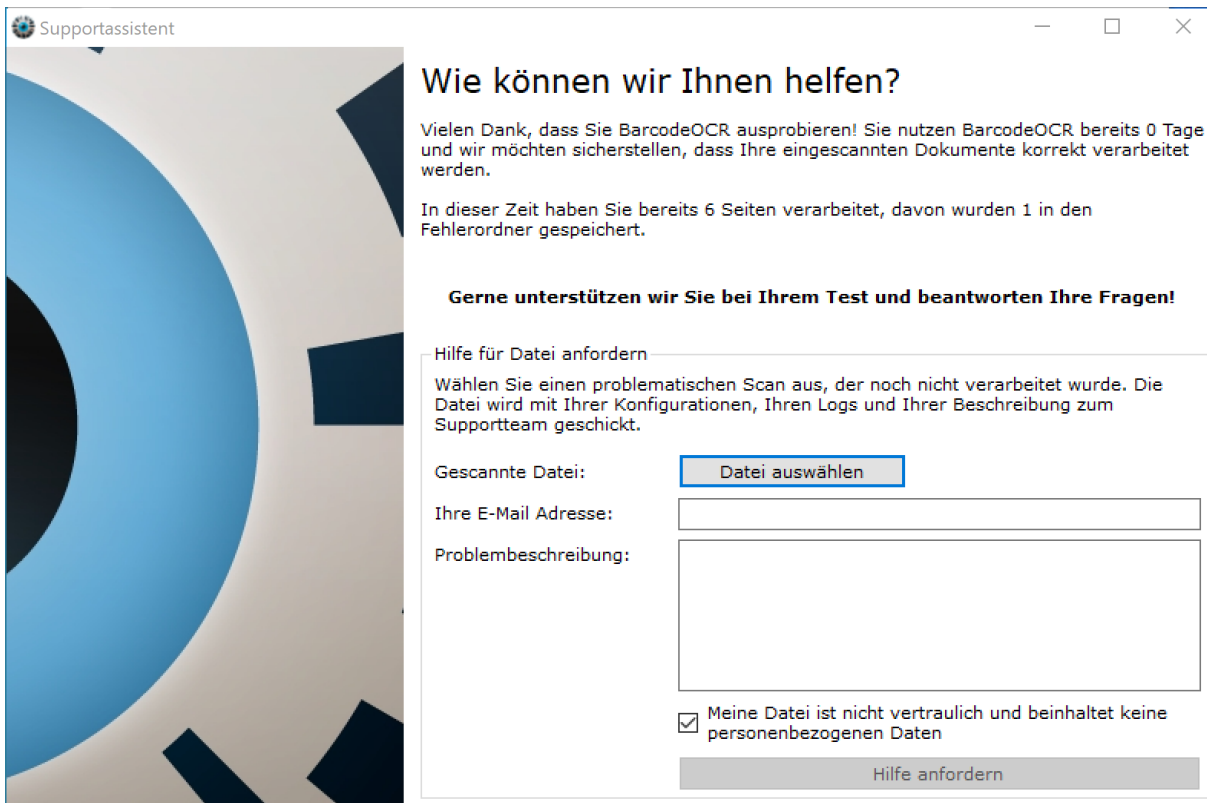 Supportassistent
Wie können wir Ihnen helfen?
Vielen Dank, dass Sie BarcodeOCR ausprobieren! Sie nutzen BarcodeOCR bereits 0 Tage
und wir möchten sicherstellen, dass Ihre eingescannten Dokumente korrekt verarbeitet
werden.
In dieser Zeit haben Sie bereits 6 Seiten verarbeitet, davon wurden 1 in den
Fehlerordner gespeichert.
Gerne unterstützen wir Sie bei Ihrem Test und beantworten Ihre Fragen!
Hilfe für Datei anfordern
Wählen Sie einen problematischen Scan aus, der noch nicht verarbeitet wurde. Die
Datei wird mit Ihrer Konfigurationen, Ihren Logs und Ihrer Beschreibung zum
Supportteam geschickt.
Gescannte Datei:
Datei auswählen
Ihre E-Mail Adresse:
Problembeschreibung:
Meine Datei ist nicht vertraulich und beinhaltet keine
personenbezogenen Daten
Hilfe anfordern